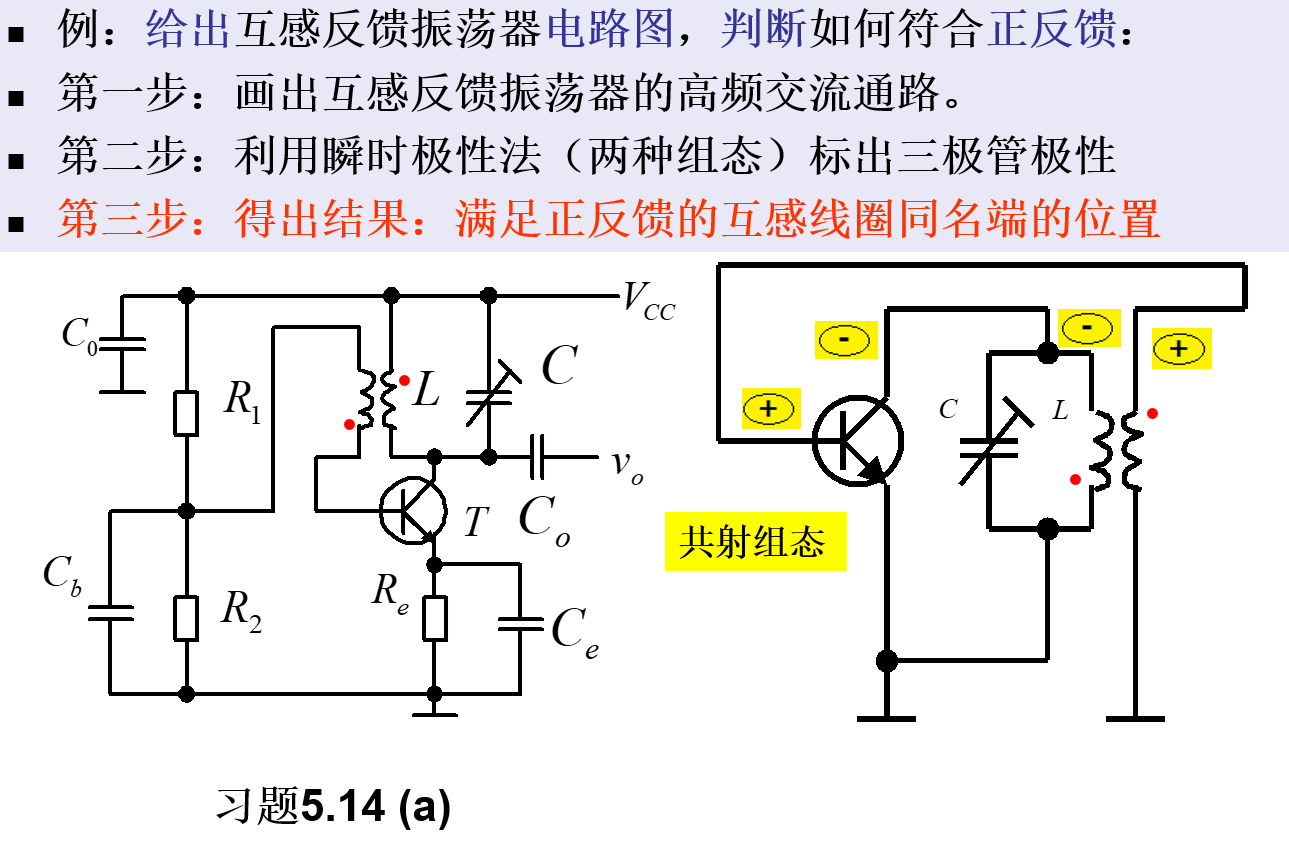 例：给出互感反馈振荡器电路图，判断如何符合正反馈：
第一步：画出互感反馈振荡器的高频交流通路。
第二步：利用瞬时极性法（两种组态）标出三极管极性
第三步：得出结果：满足正反馈的互感线圈同名端的位置
V_CC
C_0
R_1
L
C
v_o
C_o
T
C_b
R_2
R_e
C_e
-
-
+
+
C
L
共射组态
习题5.14 (a)